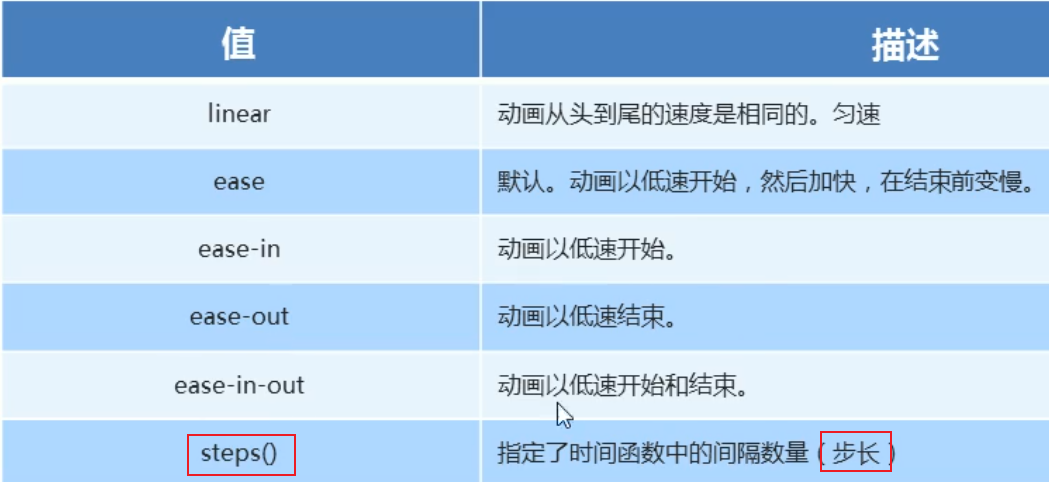 值 描述
linear 动画从头到尾的速度是相同的。匀速
ease 默认。动画以低速开始，然后加快，在结束前变慢。
ease-in 动画以低速开始。
ease-out 动画以低速结束。
ease-in-out 动画以低速开始和结束。
steps() 指定了时间函数中的间隔数量（步长）